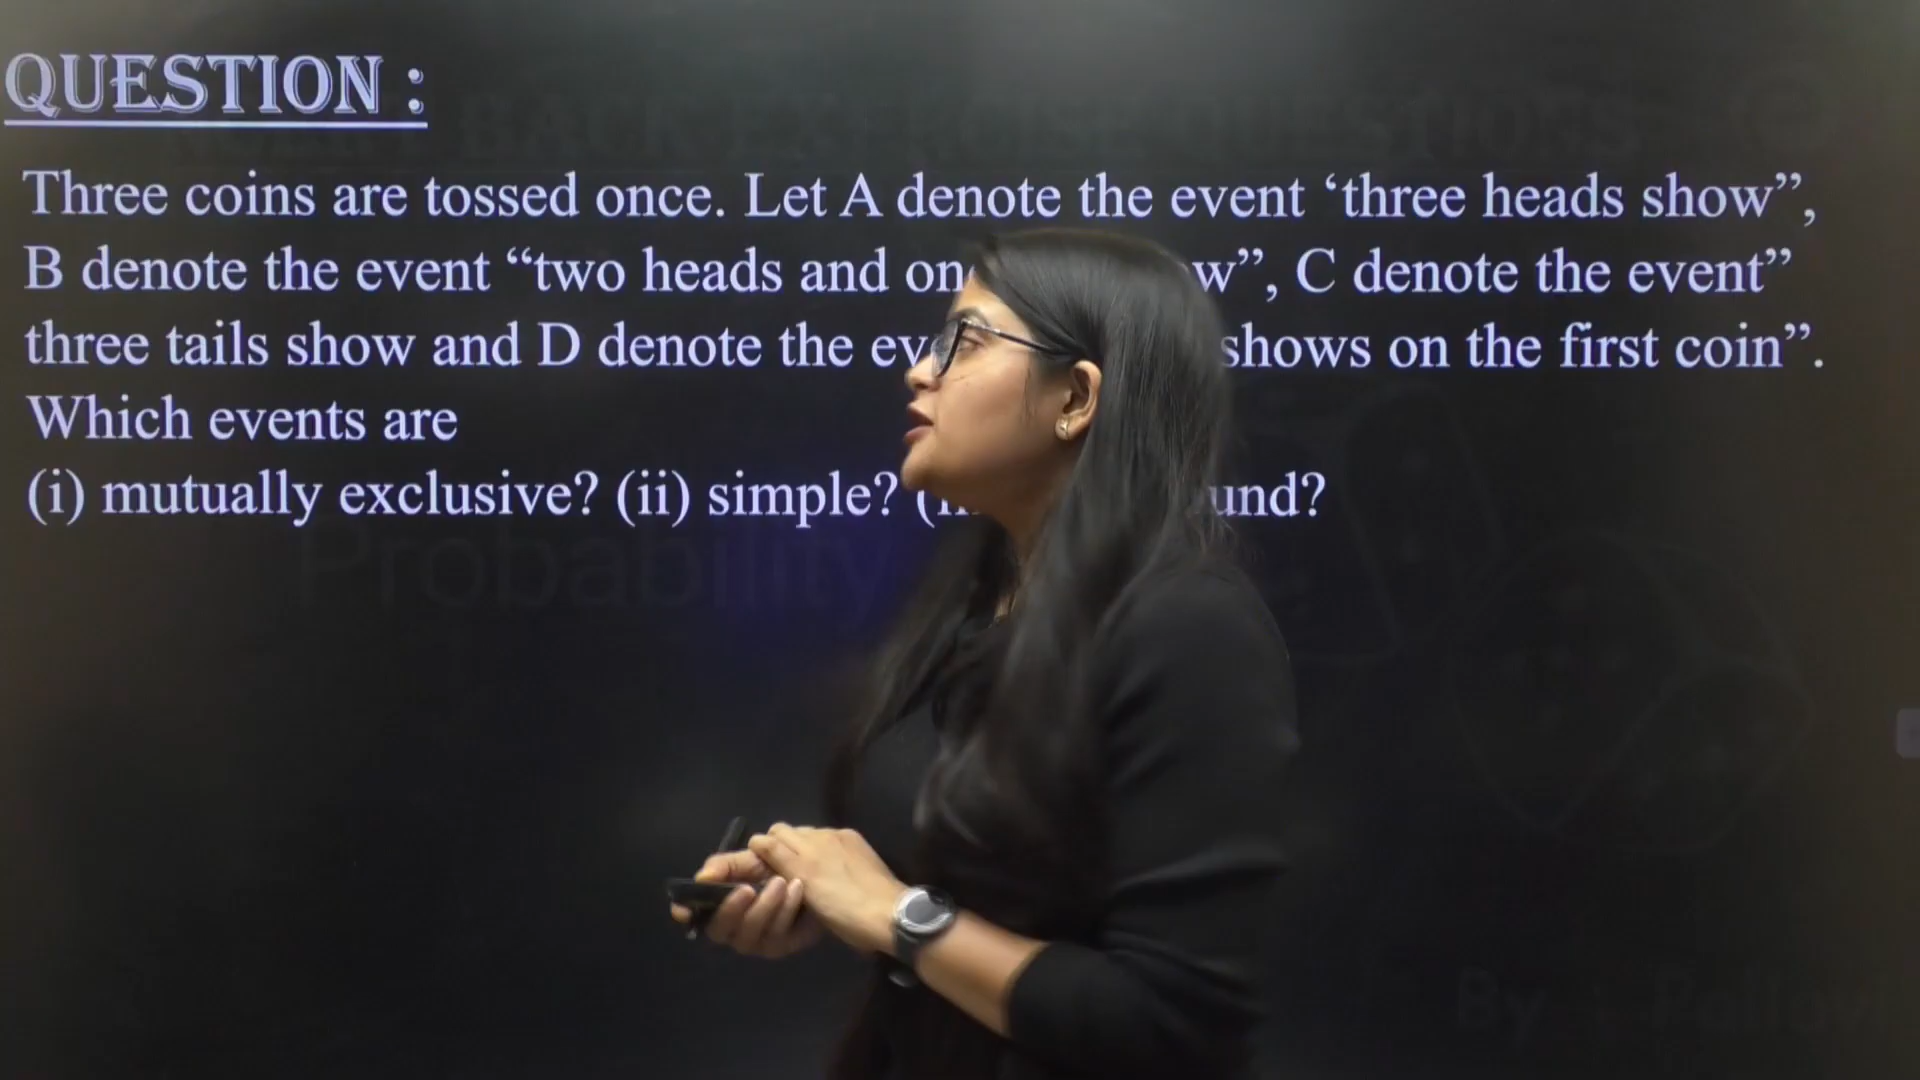 QUESTION :
Three coins are tossed once. Let A denote the event ‘three heads show”,
B denote the event “two heads and w”, C denote the event”
three tails show and D denote the shows on the first coin”.
Which events are
(i) mutually exclusive? (ii) simple? und?
Probability